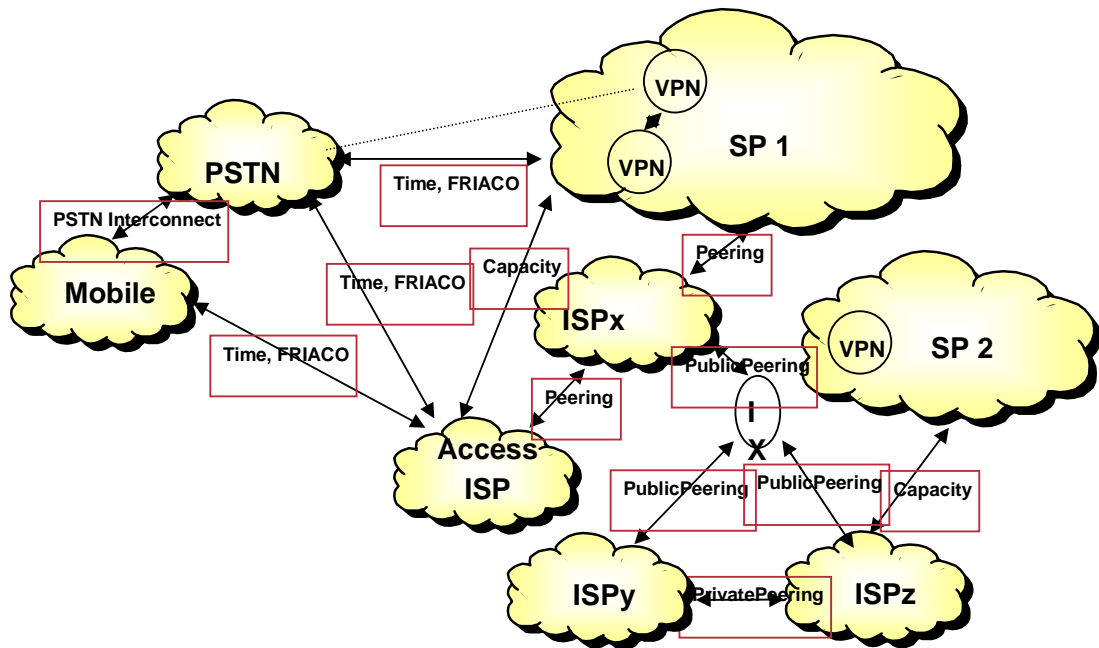 VPN
SP 1
VPN
PSTN
Time, FRIACO
PSTN Interconnect
Mobile
Time, FRIACO
Capacity
Peering
ISPx
Time, FRIACO
PublicPeering
VPN
SP 2
Peering
I
X
Access
ISP
PublicPeering
PublicPeering
Capacity
ISPy
PrivatePeering
ISPz